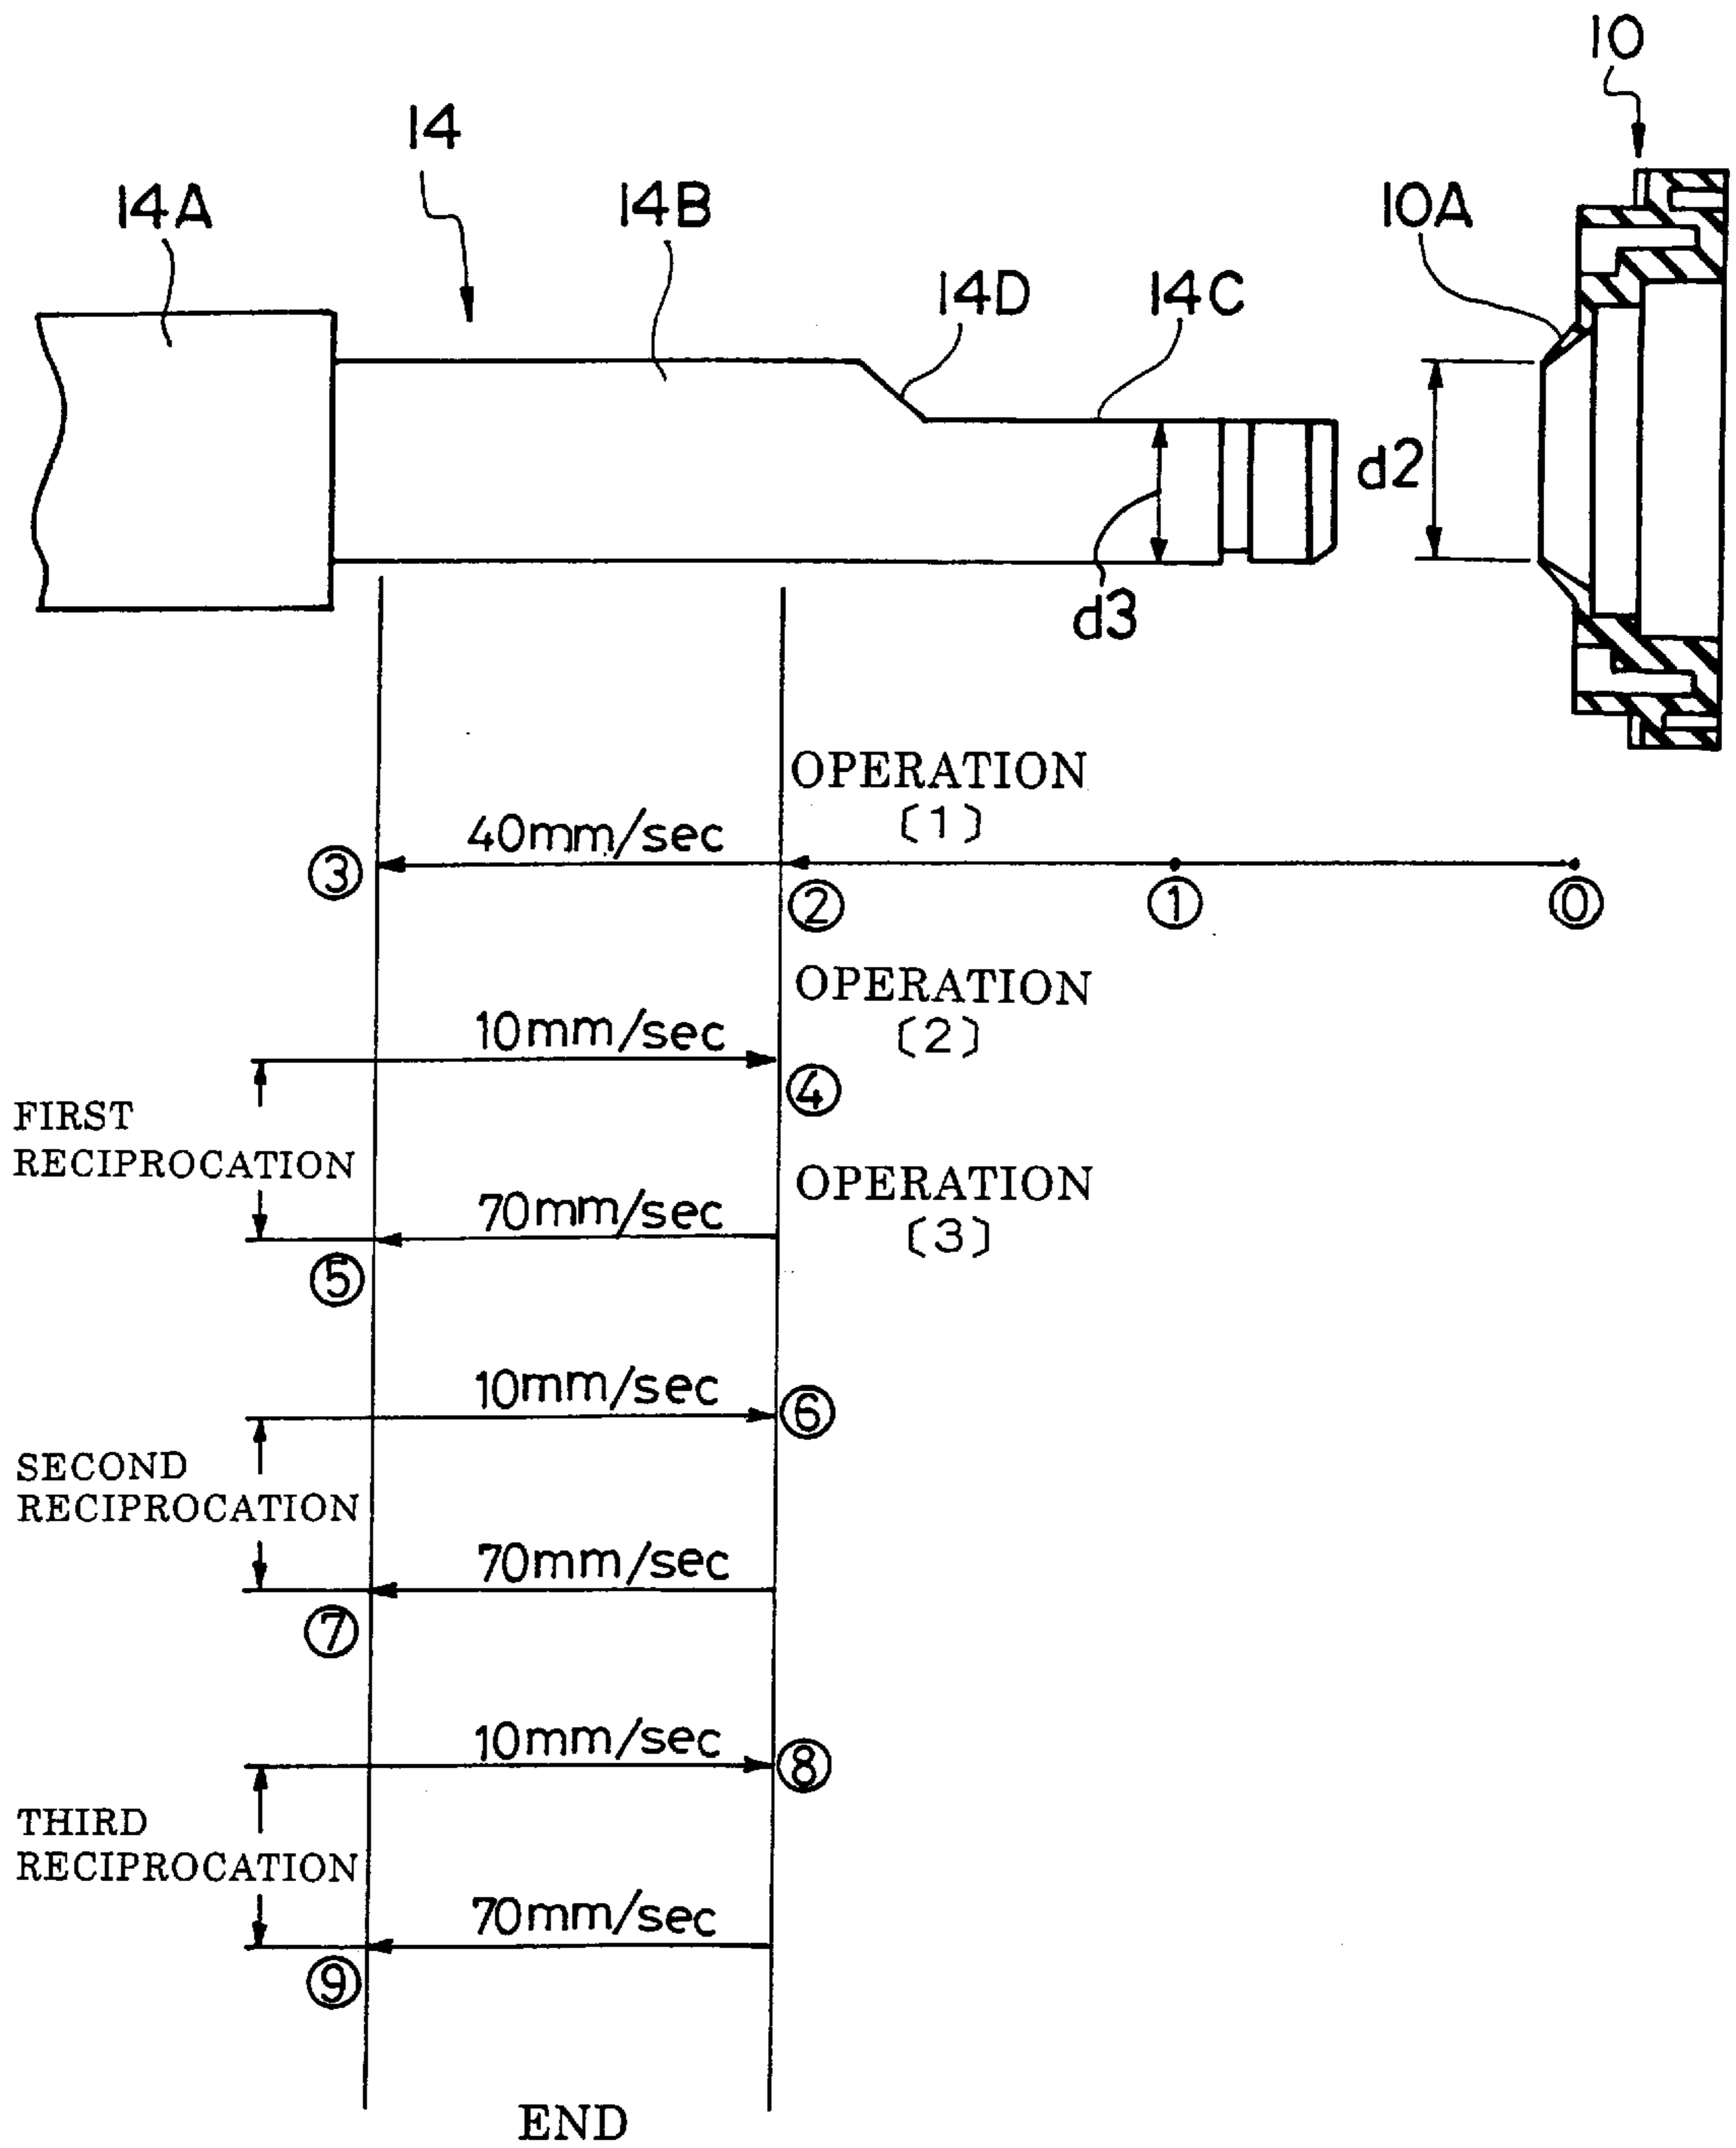 10
14
14A
14B
10A
14D
14C
d2
d3
OPERATION
〔1〕
40mm/sec
③
②
①
⓪
OPERATION
〔2〕
10mm/sec
④
FIRST
RECIPROCATION
OPERATION
〔3〕
70mm/sec
⑤
10mm/sec
⑥
SECOND
RECIPROCATION
70mm/sec
⑦
10mm/sec
⑧
THIRD
RECIPROCATION
70mm/sec
⑨
END